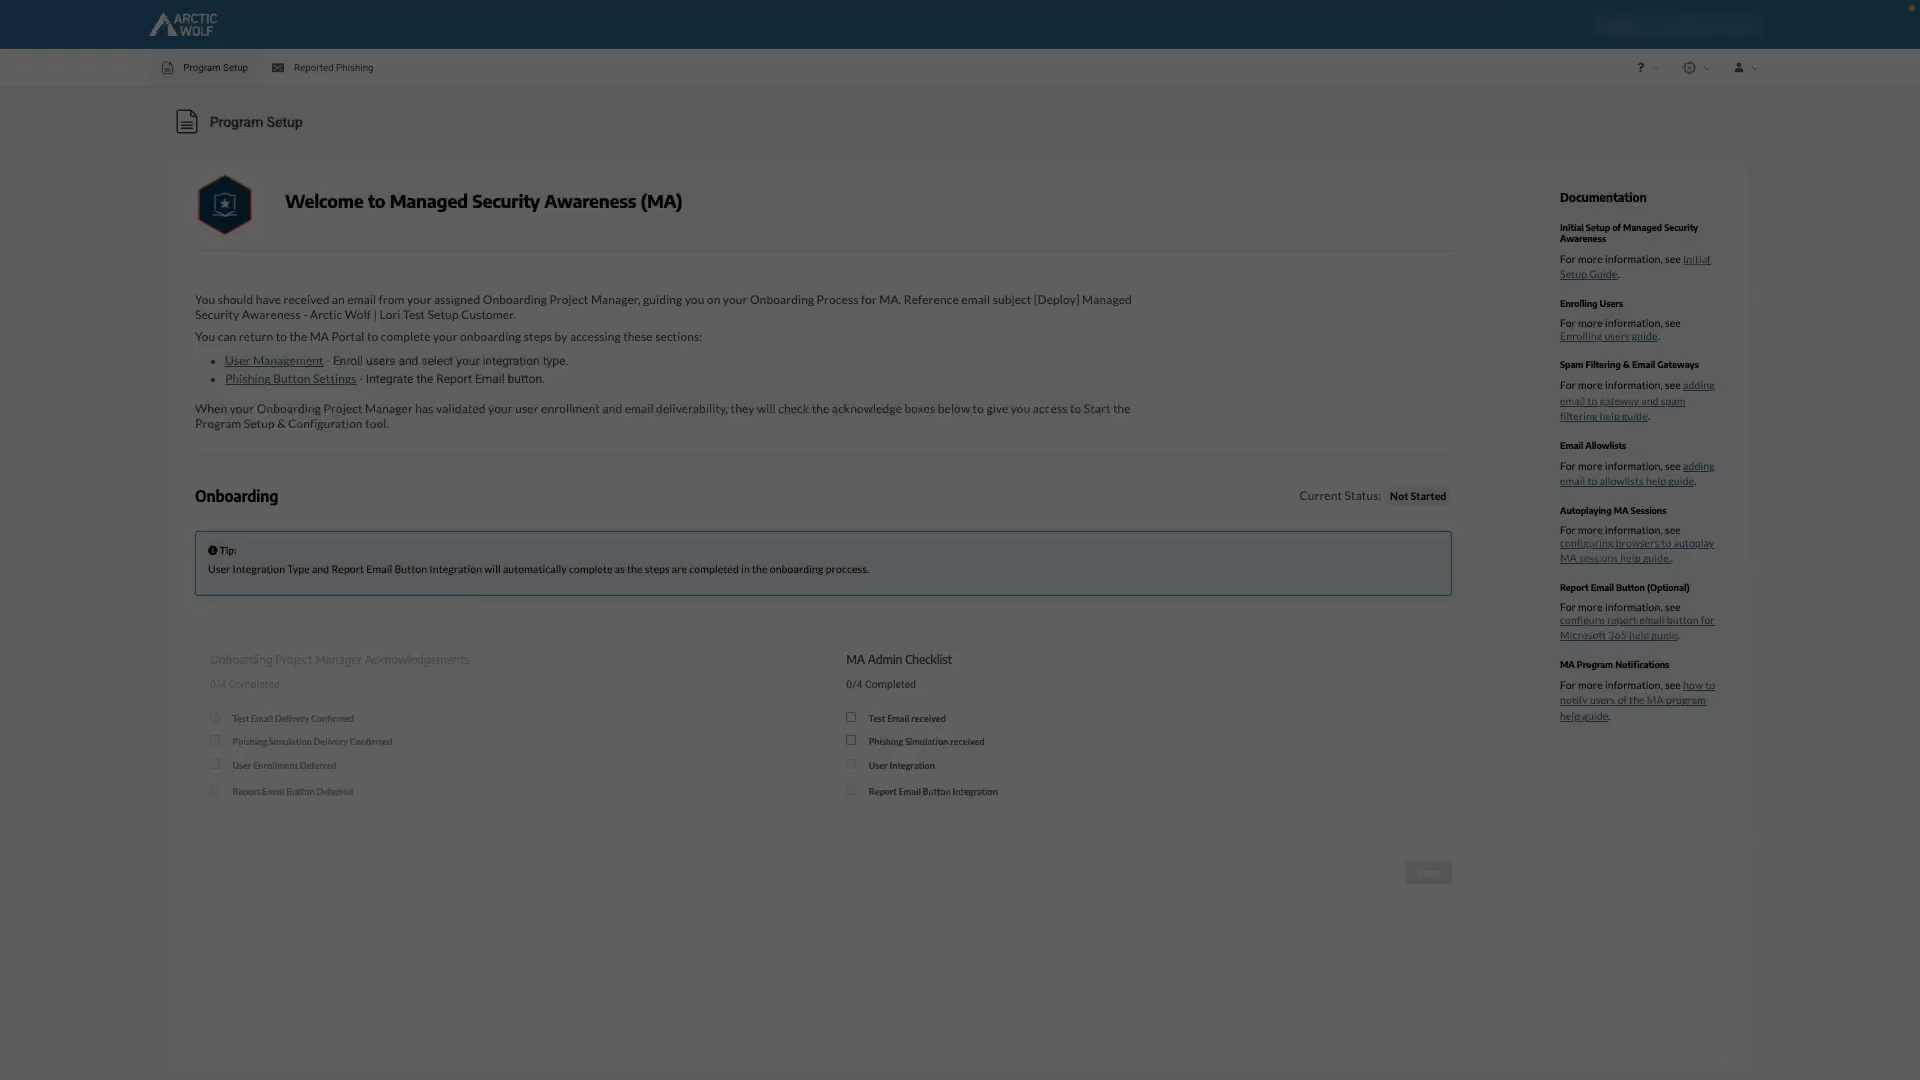 ARCTIC
WOLF
Program Setup
Reported Phishing
?
Program Setup
Welcome to Managed Security Awareness (MA)
You should have received an email from your assigned Onboarding Project Manager, guiding you on your Onboarding Process for MA. Reference email subject [Deploy] Managed
Security Awareness - Arctic Wolf | Lori Test Setup Customer.
You can return to the MA Portal to complete your onboarding steps by accessing these sections:
• User Management - Enroll users and select your integration type.
• Phishing Button Settings - Integrate the Report Email button.
When your Onboarding Project Manager has validated your user enrollment and email deliverability, they will check the acknowledge boxes below to give you access to Start the
Program Setup & Configuration tool.
Onboarding
Current Status: Not Started
Tip:
User Integration Type and Report Email Button Integration will automatically complete as the steps are completed in the onboarding proccess.
Onboarding Project Manager Acknowledgements
0/4 Completed
Test Email Delivery Confirmed
Phishing Simulation Delivery Confirmed
User Enrollment Deferred
Report Email Button Deferred
MA Admin Checklist
0/4 Completed
Test Email received
Phishing Simulation received
User Integration
Report Email Button Integration
Documentation
Initial Setup of Managed Security
Awareness
For more information, see Initial
Setup Guide.
Enrolling Users
For more information, see
Enrolling users guide.
Spam Filtering & Email Gateways
For more information, see adding
email to gateway and spam
filtering help guide.
Email Allowlists
For more information, see adding
email to allowlists help guide.
Autoplaying MA Sessions
For more information, see
configuring browsers to autoplay
MA sessions help guide.
Report Email Button (Optional)
For more information, see
configure report email button for
Microsoft 365 help guide.
MA Program Notifications
For more information, see how to
notify users of the MA program
help guide.